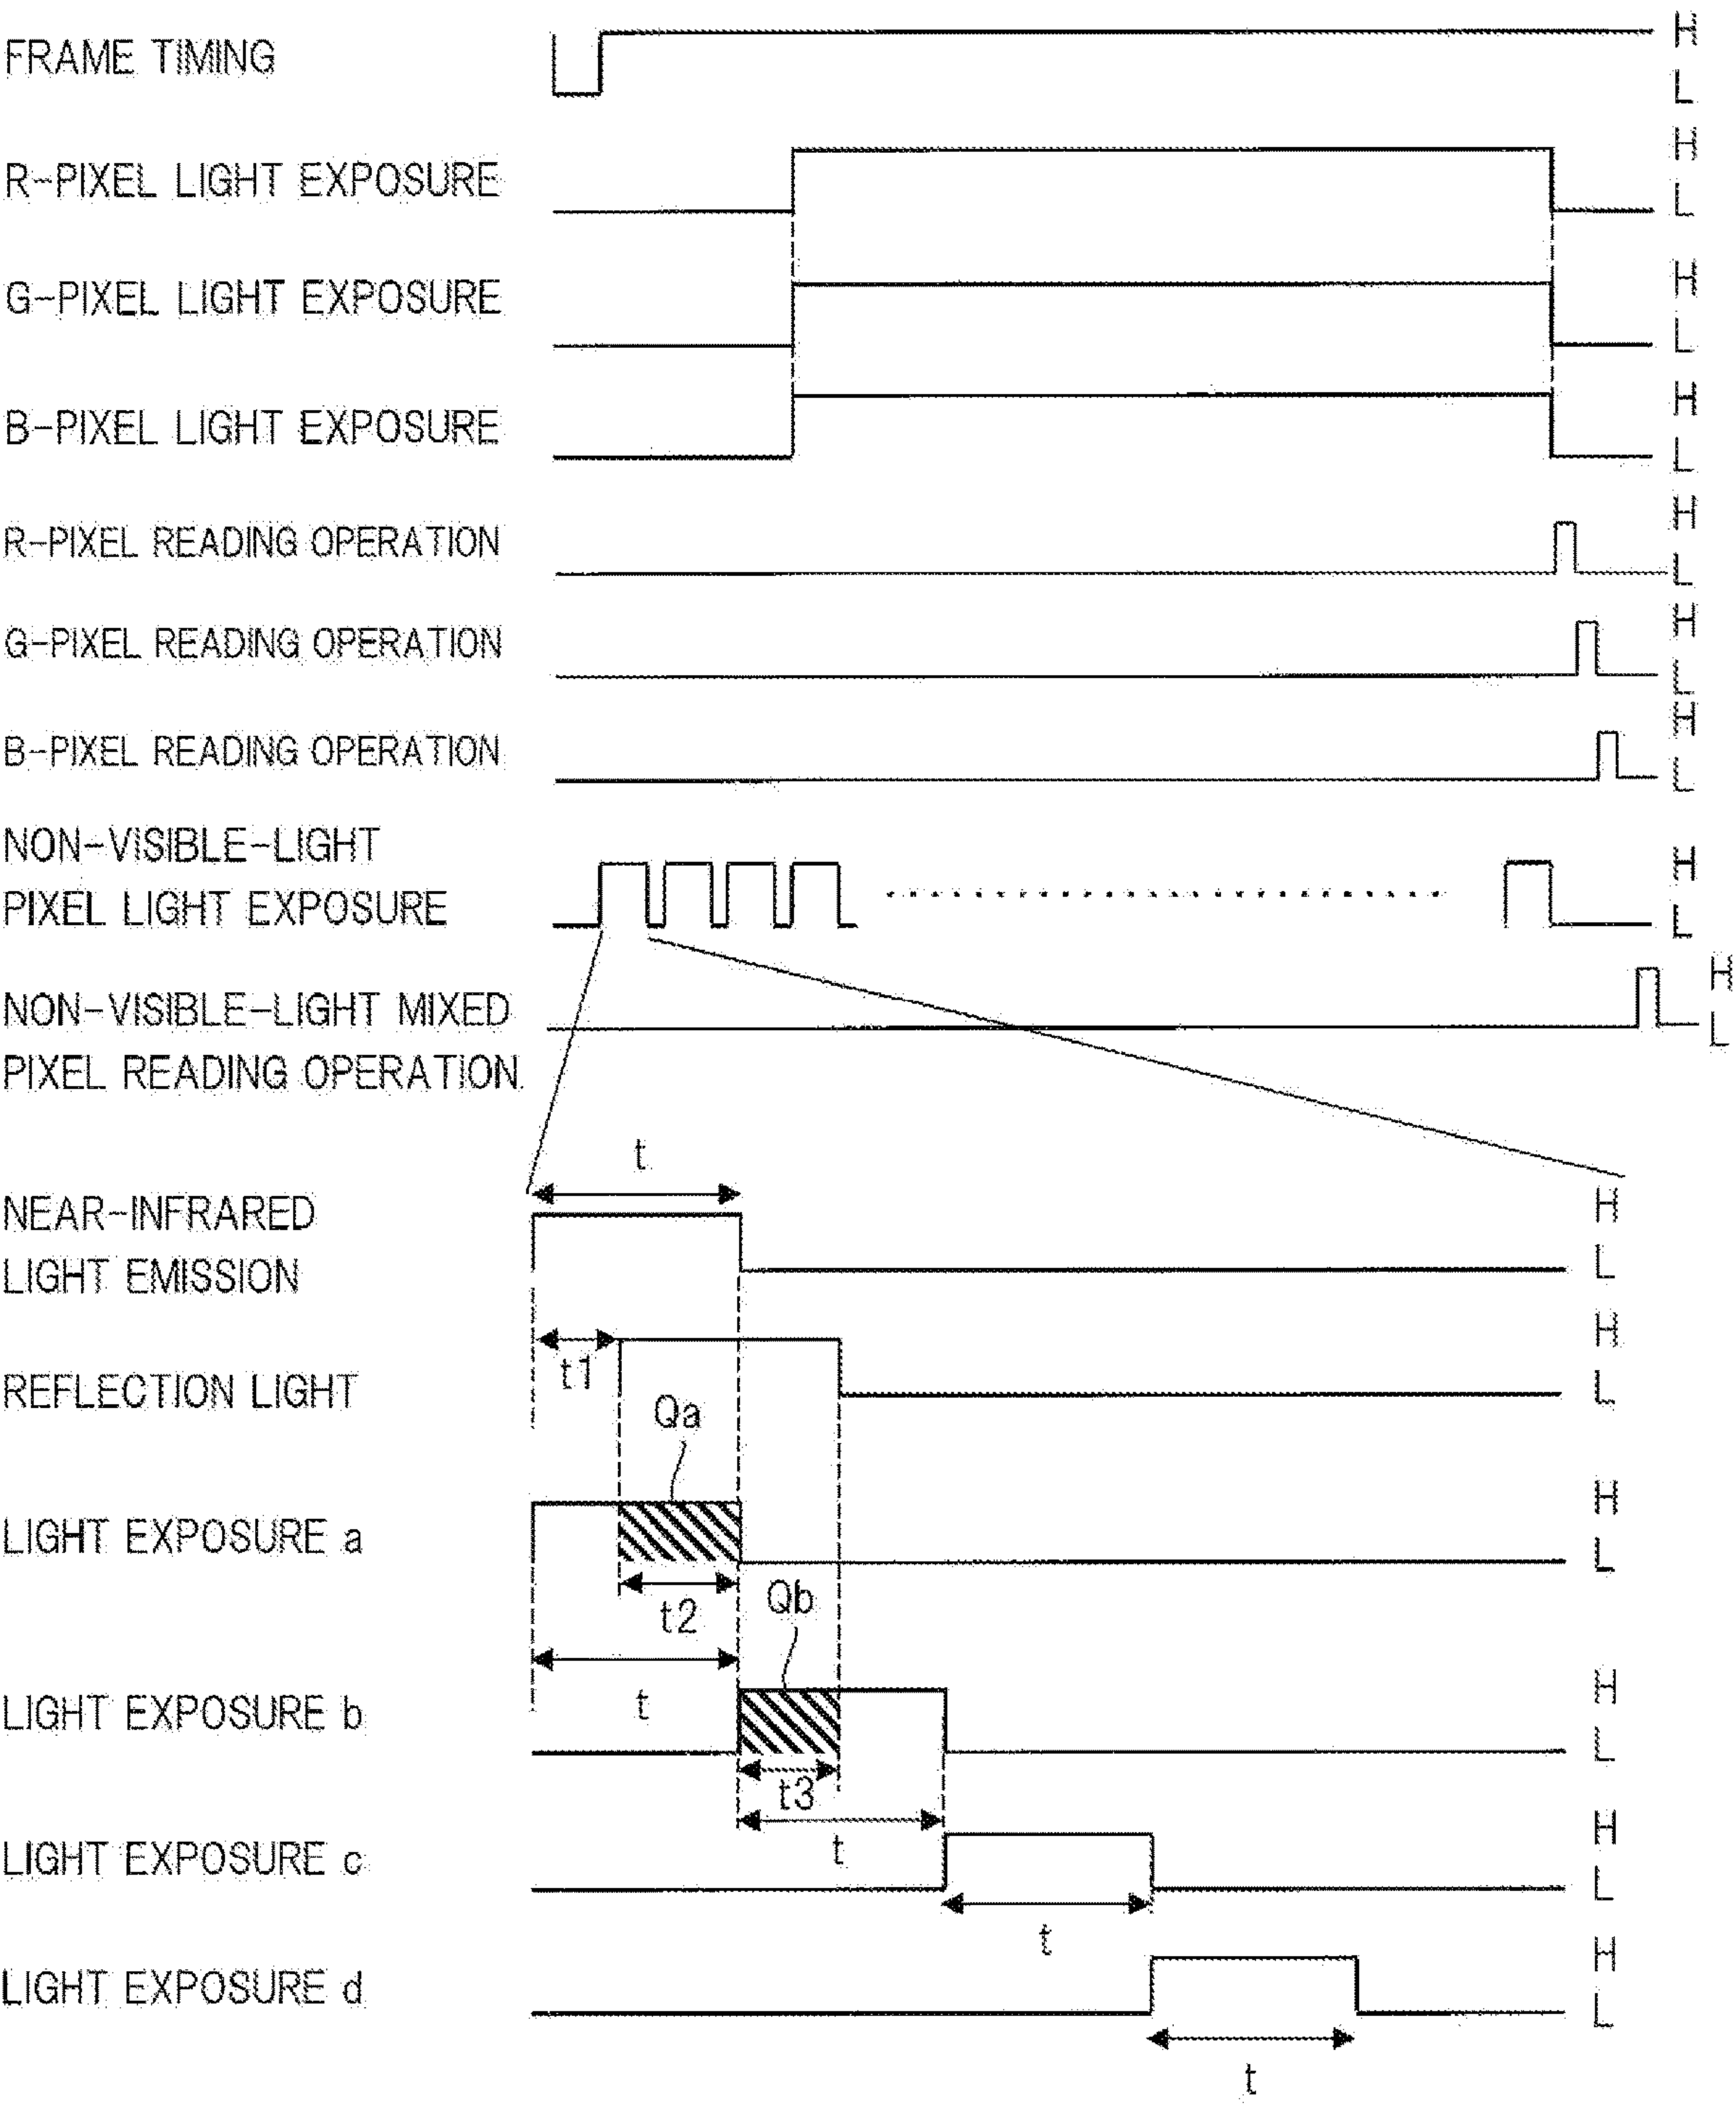 FRAME TIMING
H
L
R-PIXEL LIGHT EXPOSURE
H
L
G-PIXEL LIGHT EXPOSURE
H
L
B-PIXEL LIGHT EXPOSURE
H
L
R-PIXEL READING OPERATION
H
L
G-PIXEL READING OPERATION
H
L
B-PIXEL READING OPERATION
H
L
NON-VISIBLE-LIGHT
PIXEL LIGHT EXPOSURE
H
L
NON-VISIBLE-LIGHT MIXED
PIXEL READING OPERATION
H
L
t
NEAR-INFRARED
LIGHT EMISSION
H
L
t1
REFLECTION LIGHT
H
L
Qa
LIGHT EXPOSURE a
H
L
t2
Qb
t
LIGHT EXPOSURE b
H
L
t3
t
LIGHT EXPOSURE c
H
L
t
LIGHT EXPOSURE d
H
L
t